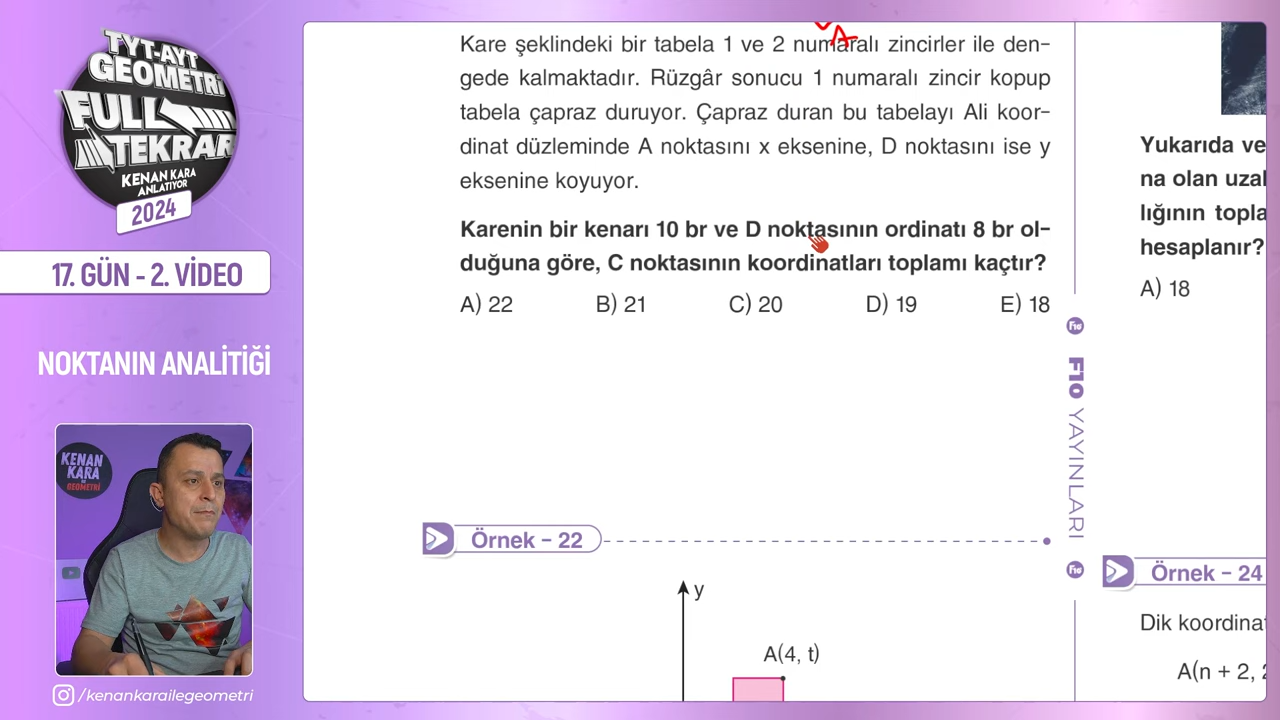 TYT-AYT
GEOMETRİ
FULL
TEKRAR
KENAN KARA
ANLATIYOR
2024
17. GÜN - 2. VİDEO
NOKTANIN ANALİTİĞİ
KENAN
KARA
GEOMETRİ
/kenankarailegeometri
A
Kare şeklindeki bir tabela 1 ve 2 numaralı zincirler ile den-
gede kalmaktadır. Rüzgâr sonucu 1 numaralı zincir kopup
tabela çapraz duruyor. Çapraz duran bu tabelayı Ali koor-
dinat düzleminde A noktasını x eksenine, D noktasını ise y
eksenine koyuyor.
Karenin bir kenarı 10 br ve D noktasının ordinatı 8 br ol-
duğuna göre, C noktasının koordinatları toplamı kaçtır?
A) 22 B) 21 C) 20 D) 19 E) 18
Örnek - 22
y
A(4, t)
F10
F10 YAYINLARI
F10
Yukarıda ve
na olan uzal
lığının topla
hesaplanır?
A) 18
Örnek - 24
Dik koordina
A(n + 2, 2